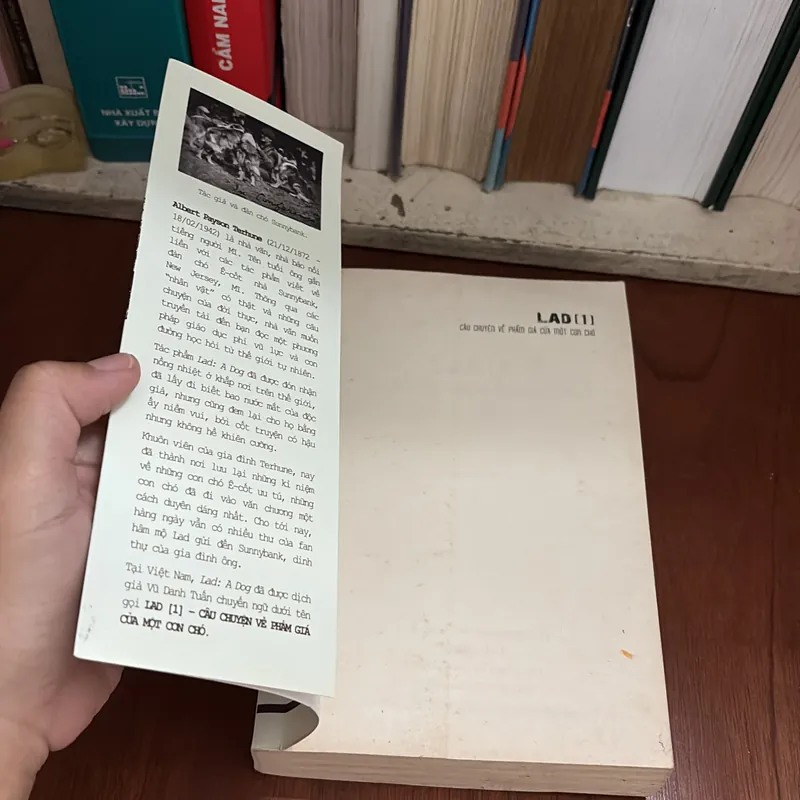 NHÀ XUẤT B
XÂY DỰN
CẨM NAN
Tác giả và đàn chó Sunnybank.
Albert Payson Terhune (21/12/1872 -
18/02/1942) là nhà văn, nhà báo nổi
tiếng người Mĩ. Tên tuổi ông gắn
liền với các tác phẩm viết về
đàn chó Ê-cốt nhà Sunnybank,
New Jersey, Mĩ. Thông qua các
"nhân vật" có thật và những câu
chuyện của đời thực, nhà văn muốn
truyền tải đến bạn đọc một phương
pháp giáo dục phi vũ lực và con
đường học hỏi từ thế giới tự nhiên.
Tác phẩm Lad: A Dog đã được đón nhận
nồng nhiệt ở khắp nơi trên thế giới,
đã lấy đi biết bao nước mắt của độc
giả, nhưng cũng đem lại cho họ bằng
ấy niềm vui, bởi cốt truyện có hậu
nhưng không hề khiên cưỡng.
Khuôn viên của gia đình Terhune, nay
đã thành nơi lưu lại những kỉ niệm
về những con chó Ê-cốt ưu tú, những
con chó đã đi vào văn chương một
cách duyên dáng nhất. Cho tới nay,
hàng ngày vẫn có nhiều thư của fan
hâm mộ Lad gửi đến Sunnybank, dinh
thự của gia đình ông.
Tại Việt Nam, Lad: A Dog đã được dịch
giả Vũ Danh Tuấn chuyển ngữ dưới tên
gọi LAD [1] – CÂU CHUYỆN VỀ PHẨM GIÁ
CỦA MỘT CON CHÓ.
LAD [1]
CÂU CHUYỆN VỀ PHẨM GIÁ CỦA MỘT CON CHÓ